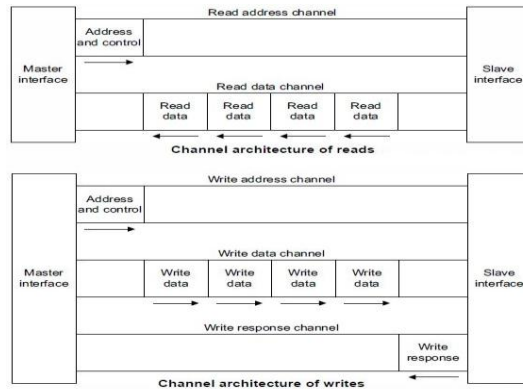 Read address channel
Address
and control
Master
interface
Slave
interface
Read data channel
Read
data
Read
data
Read
data
Read
data
Channel architecture of reads
Write address channel
Address
and control
Write data channel
Master
interface
Write
data
Write
data
Write
data
Write
data
Slave
interface
Write response channel
Write
response
Channel architecture of writes